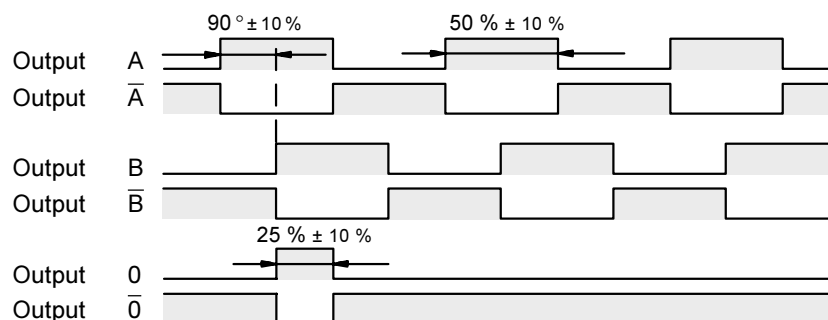 90° ± 10 % 50 % ± 10 %
Output A
Output A̅
Output B
Output B̅
25 % ± 10 %
Output 0
Output 0̅